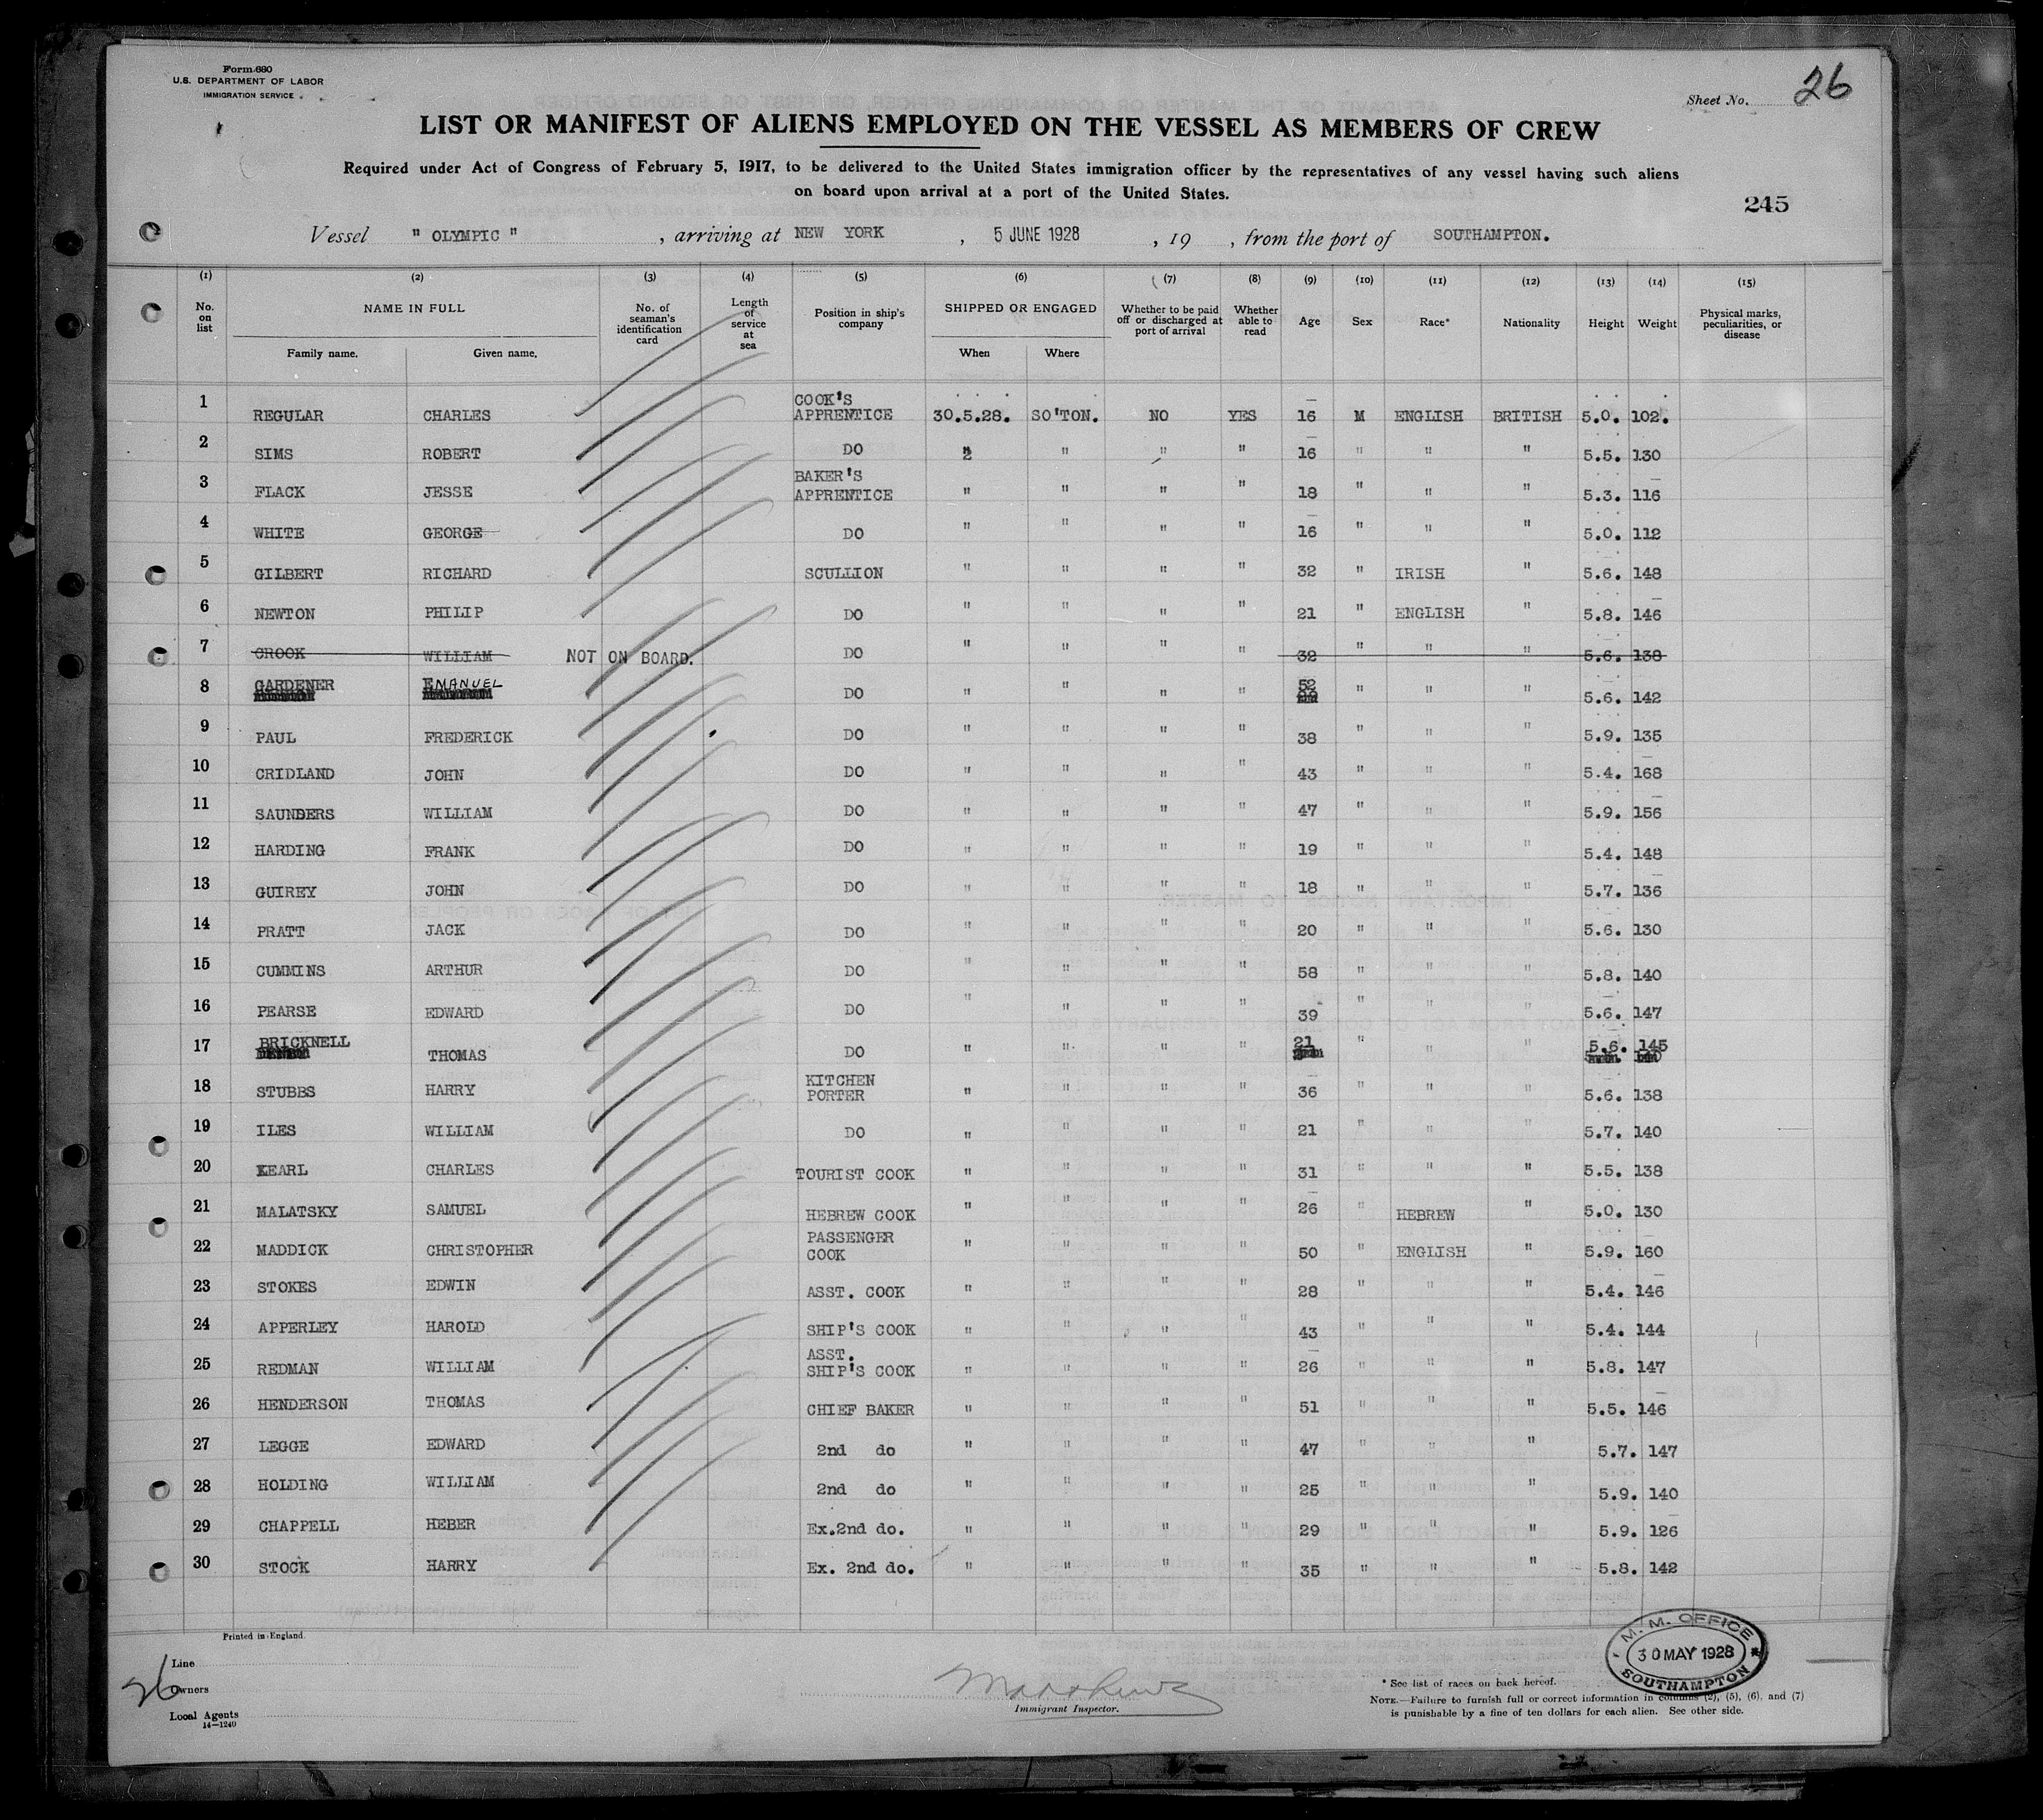 Form 680
U.S. DEPARTMENT OF LABOR
IMMIGRATION SERVICE
Sheet No. 26
LIST OR MANIFEST OF ALIENS EMPLOYED ON THE VESSEL AS MEMBERS OF CREW
Required under Act of Congress of February 5, 1917, to be delivered to the United States immigration officer by the representatives of any vessel having such aliens
on board upon arrival at a port of the United States.
245
Vessel " OLYMPIC " , arriving at NEW YORK , 5 JUNE 1928 , 19 , from the port of SOUTHAMPTON.
(1) (2) (3) (4) (5) (6) (7) (8) (9) (10) (11) (12) (13) (14) (15)
No. on list NAME IN FULL No. of seaman's identification card Length of service at sea Position in ship's company SHIPPED OR ENGAGED Whether to be paid off or discharged at port of arrival Whether able to read Age Sex Race* Nationality Height Weight Physical marks, peculiarities, or disease
Family name. Given name. When Where
1 REGULAR CHARLES COOK'S APPRENTICE 30.5.28. SO'TON. NO YES 16 M ENGLISH BRITISH 5.0. 102.
2 SIMS ROBERT DO " " " " 16 " " " 5.5. 130
3 FLACK JESSE BAKER'S APPRENTICE " " " " 18 " " " 5.3. 116
4 WHITE GEORGE DO " " " " 16 " " " 5.0. 112
5 GILBERT RICHARD SCULLION " " " " 32 " IRISH " 5.6. 148
6 NEWTON PHILIP DO " " " " 21 " ENGLISH " 5.8. 146
7 CROOK WILLIAM NOT ON BOARD. DO " " " " 32 " " " 5.6. 138
8 GARDENER EMANUEL DO " " " " 52 " " " 5.6. 142
9 PAUL FREDERICK DO " " " " 38 " " " 5.9. 135
10 CRIDLAND JOHN DO " " " " 43 " " " 5.4. 168
11 SAUNDERS WILLIAM DO " " " " 47 " " " 5.9. 156
12 HARDING FRANK DO " " " " 19 " " " 5.4. 148
13 GUIREY JOHN DO " " " " 18 " " " 5.7. 136
14 PRATT JACK DO " " " " 20 " " " 5.6. 130
15 CUMMINS ARTHUR DO " " " " 58 " " " 5.8. 140
16 PEARSE EDWARD DO " " " " 39 " " " 5.6. 147
17 BRICKNELL THOMAS DO " " " " 21 " " " 5.6. 145
18 STUBBS HARRY KITCHEN PORTER " " " " 36 " " " 5.6. 138
19 ILES WILLIAM DO " " " " 21 " " " 5.7. 140
20 KEARL CHARLES TOURIST COOK " " " " 31 " " " 5.5. 138
21 MALATSKY SAMUEL HEBREW COOK " " " " 26 " HEBREW " 5.0. 130
22 MADDICK CHRISTOPHER PASSENGER COOK " " " " 50 " ENGLISH " 5.9. 160
23 STOKES EDWIN ASST. COOK " " " " 28 " " " 5.4. 146
24 APPERLEY HAROLD SHIP'S COOK " " " " 43 " " " 5.4. 144
25 REDMAN WILLIAM ASST. SHIP'S COOK " " " " 26 " " " 5.8. 147
26 HENDERSON THOMAS CHIEF BAKER " " " " 51 " " " 5.5. 146
27 LEGGE EDWARD 2nd do " " " " 47 " " " 5.7. 147
28 HOLDING WILLIAM 2nd do " " " " 25 " " " 5.9. 140
29 CHAPPELL HEBER Ex.2nd do. " " " " 29 " " " 5.9. 126
30 STOCK HARRY Ex. 2nd do. " " " " 35 " " " 5.8. 142
Printed in England.
Line
26
Owners
Local Agents
14—1240
Immigrant Inspector.
M. M. OFFICE
30 MAY 1928
SOUTHAMPTON
* See list of races on back hereof.
NOTE.—Failure to furnish full or correct information in columns (2), (5), (6), and (7)
is punishable by a fine of ten dollars for each alien. See other side.